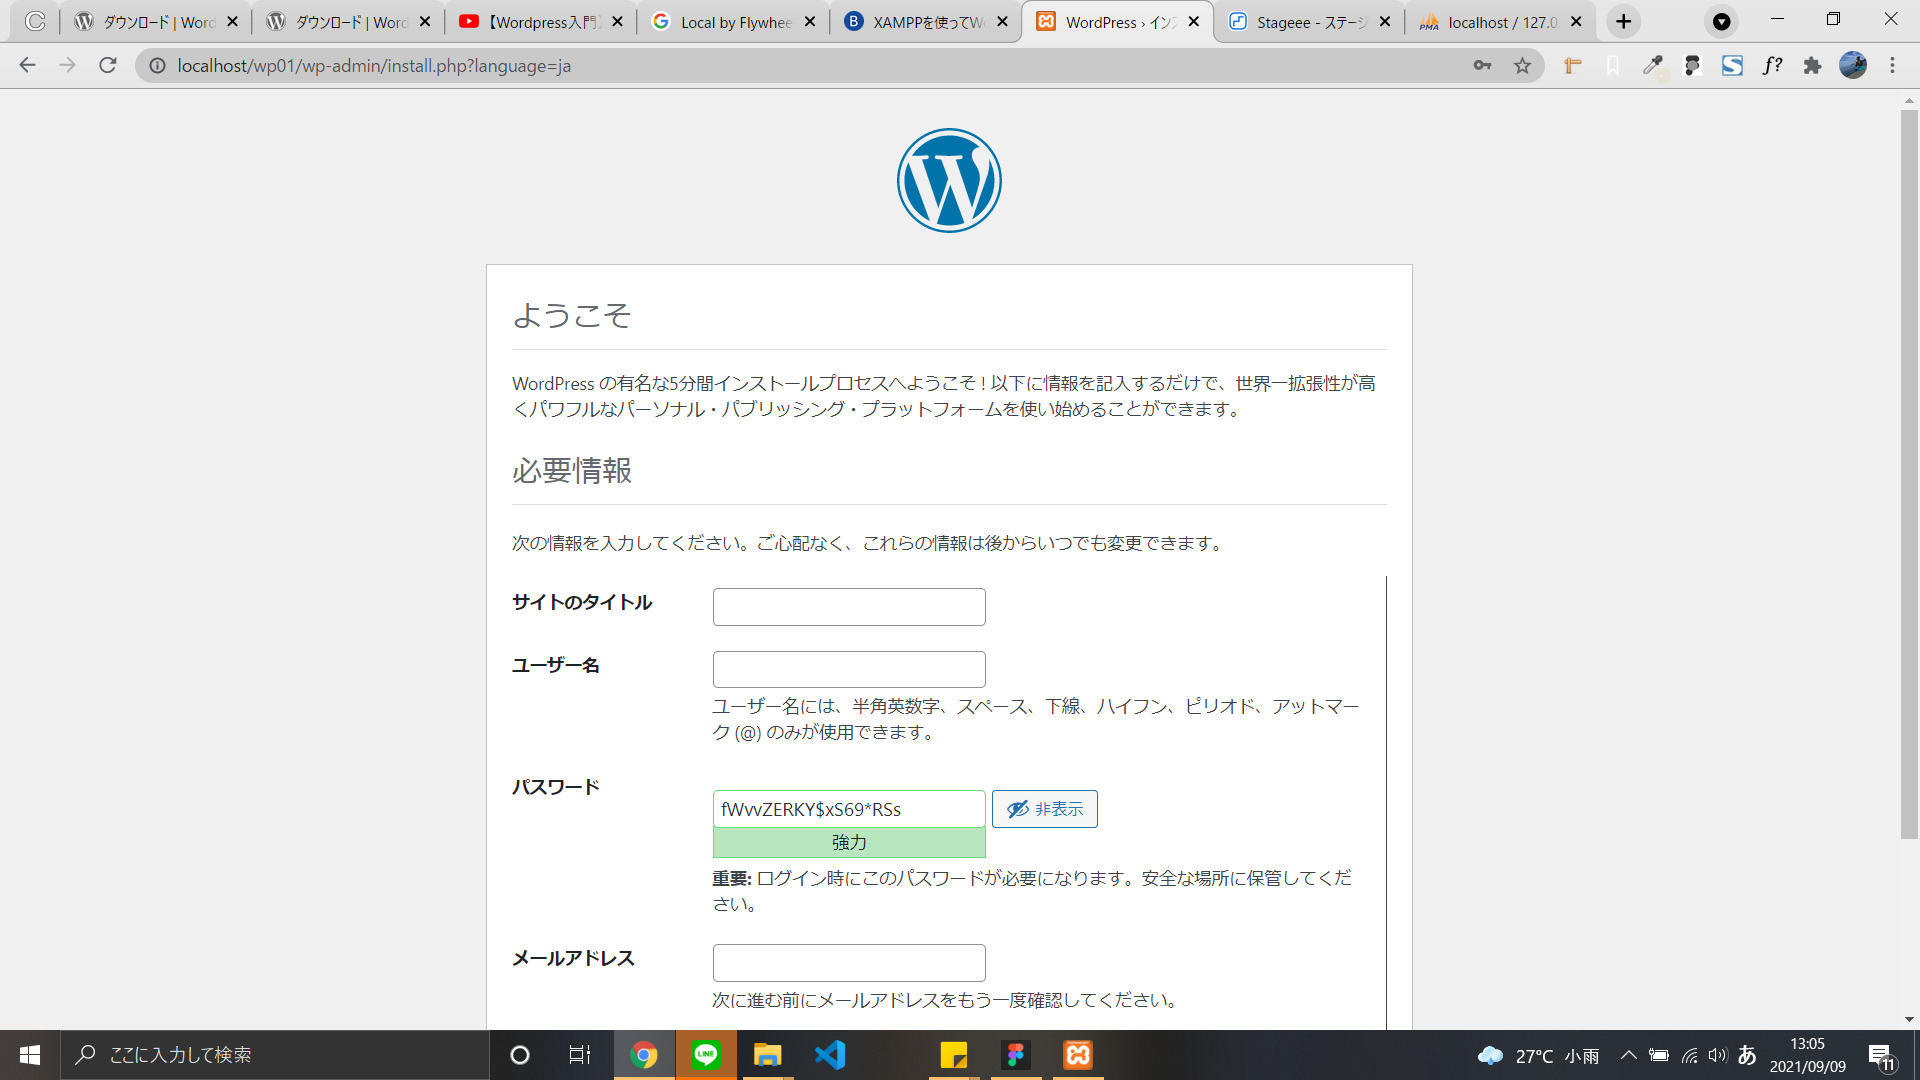 ダウンロード | Word
ダウンロード | Word
【Wordpress入門
Local by Flywhee
XAMPPを使ってW
WordPress › イン
Stageee - ステージ
localhost / 127.0
localhost/wp01/wp-admin/install.php?language=ja
ようこそ
WordPress の有名な5分間インストールプロセスへようこそ ! 以下に情報を記入するだけで、世界一拡張性が高
くパワフルなパーソナル・パブリッシング・プラットフォームを使い始めることができます。
必要情報
次の情報を入力してください。ご心配なく、これらの情報は後からいつでも変更できます。
サイトのタイトル
ユーザー名
ユーザー名には、半角英数字、スペース、下線、ハイフン、ピリオド、アットマー
ク (@) のみが使用できます。
パスワード
fWvvZERKY$xS69*RSs
非表示
強力
重要: ログイン時にこのパスワードが必要になります。安全な場所に保管してくだ
さい。
メールアドレス
次に進む前にメールアドレスをもう一度確認してください。
ここに入力して検索
27°C 小雨
あ
13:05
2021/09/09
11